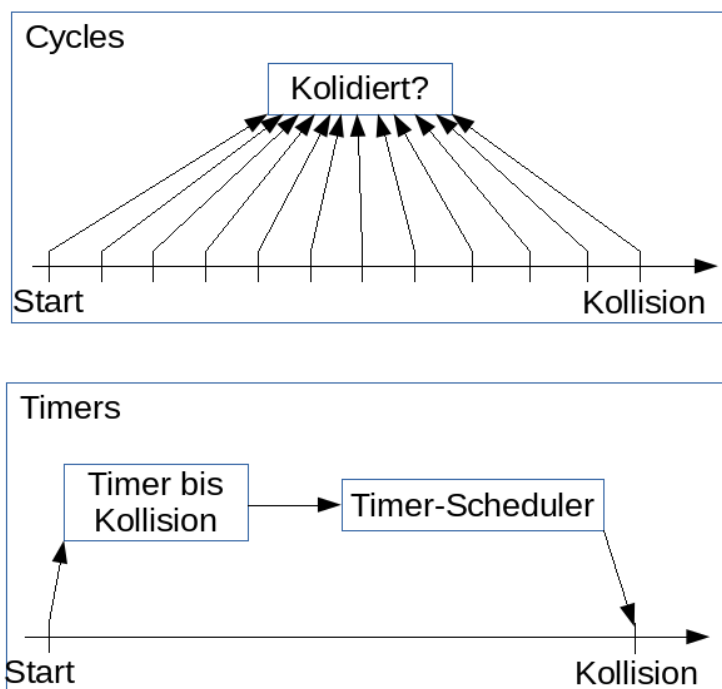 Cycles
Kolidiert?
Start
Kollision
Timers
Timer bis
Kollision
Timer-Scheduler
Start
Kollision